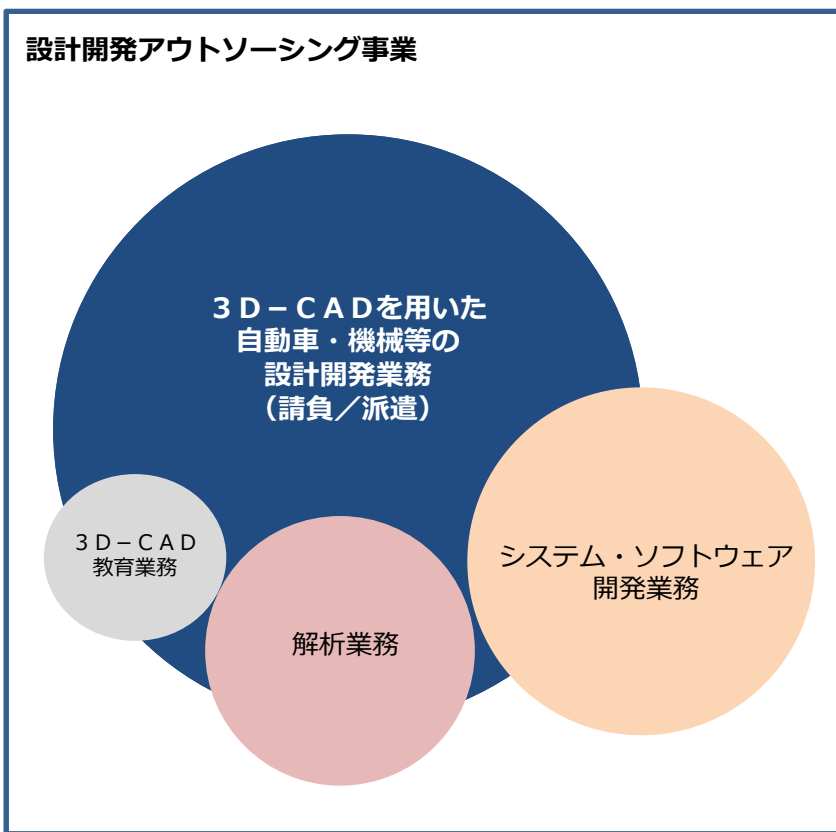 設計開発アウトソーシング事業
３Ｄ－ＣＡＤを用いた
自動車・機械等の
設計開発業務
（請負／派遣）
３Ｄ－ＣＡＤ
教育業務
解析業務
システム・ソフトウェア
開発業務